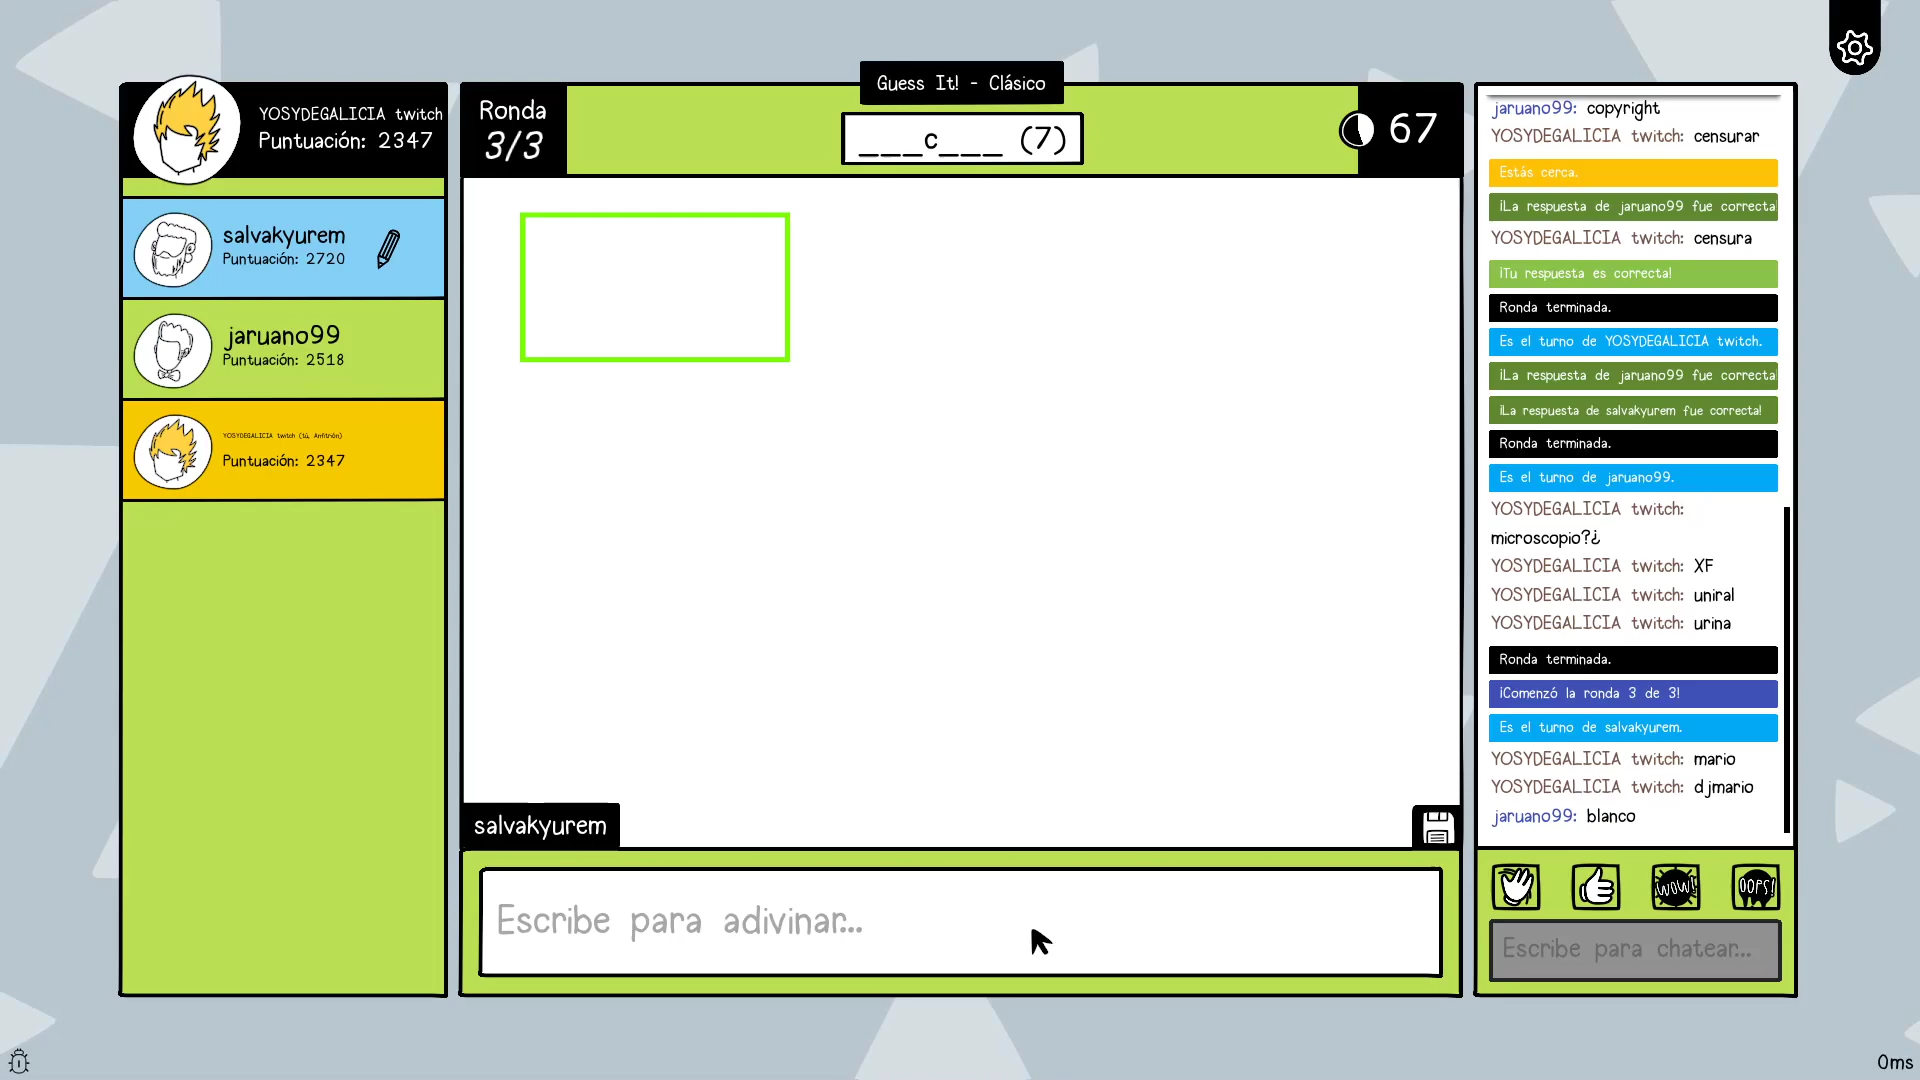 Guess It! - Clásico
YOSYDEGALICIA twitch
Puntuación: 2347
Ronda
3/3
___c___ (7)
67
salvakyurem
Puntuación: 2720
jaruano99
Puntuación: 2518
YOSYDEGALICIA twitch (tú, Anfitrión)
Puntuación: 2347
salvakyurem
Escribe para adivinar...
jaruano99: copyright
YOSYDEGALICIA twitch: censurar
Estás cerca.
¡La respuesta de jaruano99 fue correcta
YOSYDEGALICIA twitch: censura
¡Tu respuesta es correcta!
Ronda terminada.
Es el turno de YOSYDEGALICIA twitch.
¡La respuesta de jaruano99 fue correcta
¡La respuesta de salvakyurem fue correcta!
Ronda terminada.
Es el turno de jaruano99.
YOSYDEGALICIA twitch:
microscopio?¿
YOSYDEGALICIA twitch: XF
YOSYDEGALICIA twitch: uniral
YOSYDEGALICIA twitch: urina
Ronda terminada.
¡Comenzó la ronda 3 de 3!
Es el turno de salvakyurem.
YOSYDEGALICIA twitch: mario
YOSYDEGALICIA twitch: djmario
jaruano99: blanco
WOW!
OOPS!
Escribe para chatear...
0ms